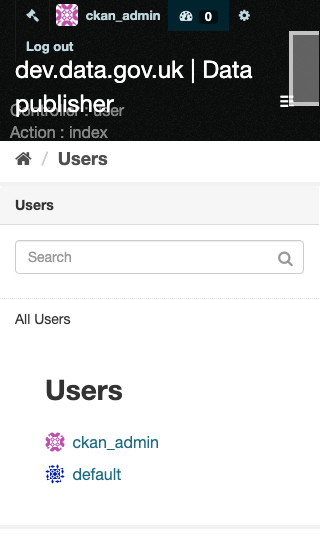 ckan_admin 0
Log out
dev.data.gov.uk | Data
publisher
Controller : user
Action : index
/ Users
Users
Search
All Users
Users
ckan_admin
default